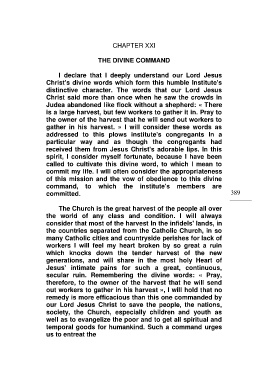 CHAPTER XXI
THE DIVINE COMMAND
I declare that I deeply understand our Lord Jesus
Christ's divine words which form this humble Institute's
distinctive character. The words that our Lord Jesus
Christ said more than once when he saw the crowds in
Judea abandoned like flock without a shepherd: « There
is a large harvest, but few workers to gather it in. Pray to
the owner of the harvest that he will send out workers to
gather in his harvest. » I will consider these words as
addressed to this plows institute's congregants in a
particular way and as though the congregants had
received them from Jesus Christ's adorable lips. In this
spirit, I consider myself fortunate, because I have been
called to cultivate this divine word, to which I mean to
commit my life. I will often consider the appropriateness
of this mission and the vow of obedience to this divine
command, to which the institute's members are
committed.
389
The Church is the great harvest of the people all over
the world of any class and condition. I will always
consider that most of the harvest in the infidels' lands, in
the countries separated from the Catholic Church, in so
many Catholic cities and countryside perishes for lack of
workers I will feel my heart broken by so great a ruin
which knocks down the tender harvest of the new
generations, and will share in the most holy Heart of
Jesus' intimate pains for such a great, continuous,
secular ruin. Remembering the divine words: « Pray,
therefore, to the owner of the harvest that he will send
out workers to gather in his harvest », I will hold that no
remedy is more efficacious than this one commanded by
our Lord Jesus Christ to save the people, the nations,
society, the Church, especially children and youth as
well as to evangelize the poor and to get all spiritual and
temporal goods for humankind. Such a command urges
us to entreat the